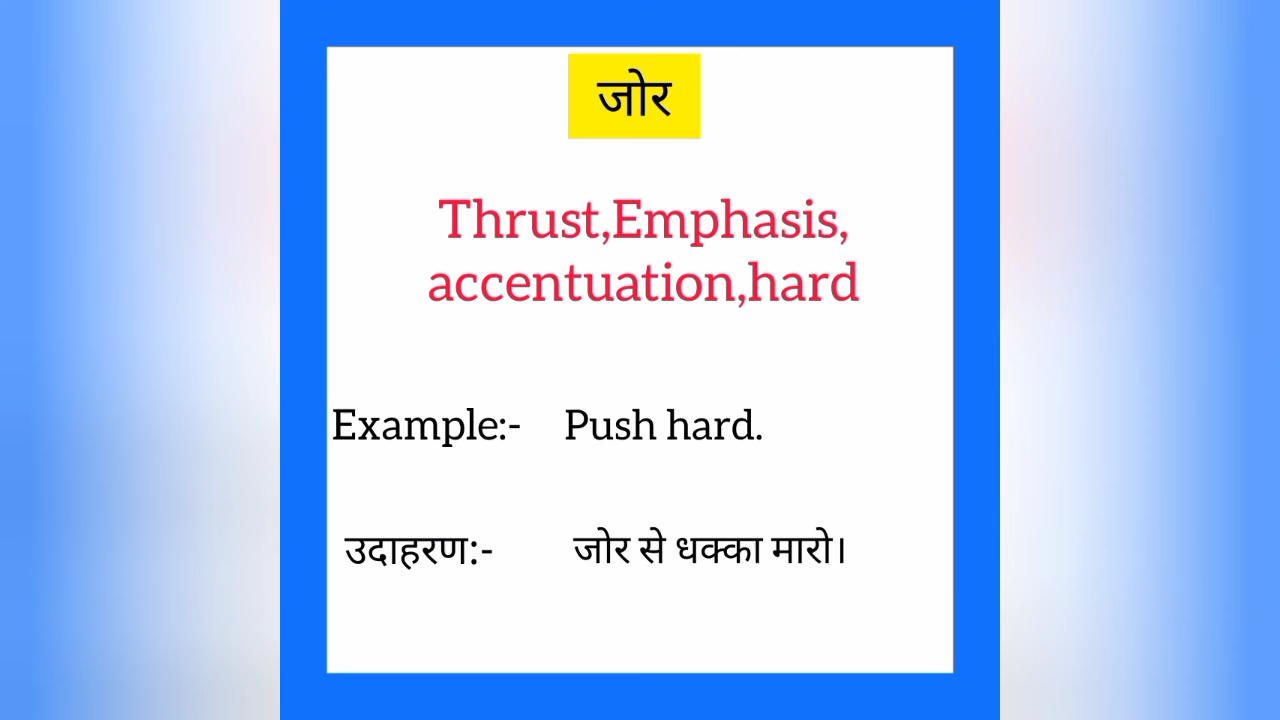 जोर
Thrust,Emphasis,
accentuation,hard
Example:- Push hard.
उदाहरण:- जोर से धक्का मारो।